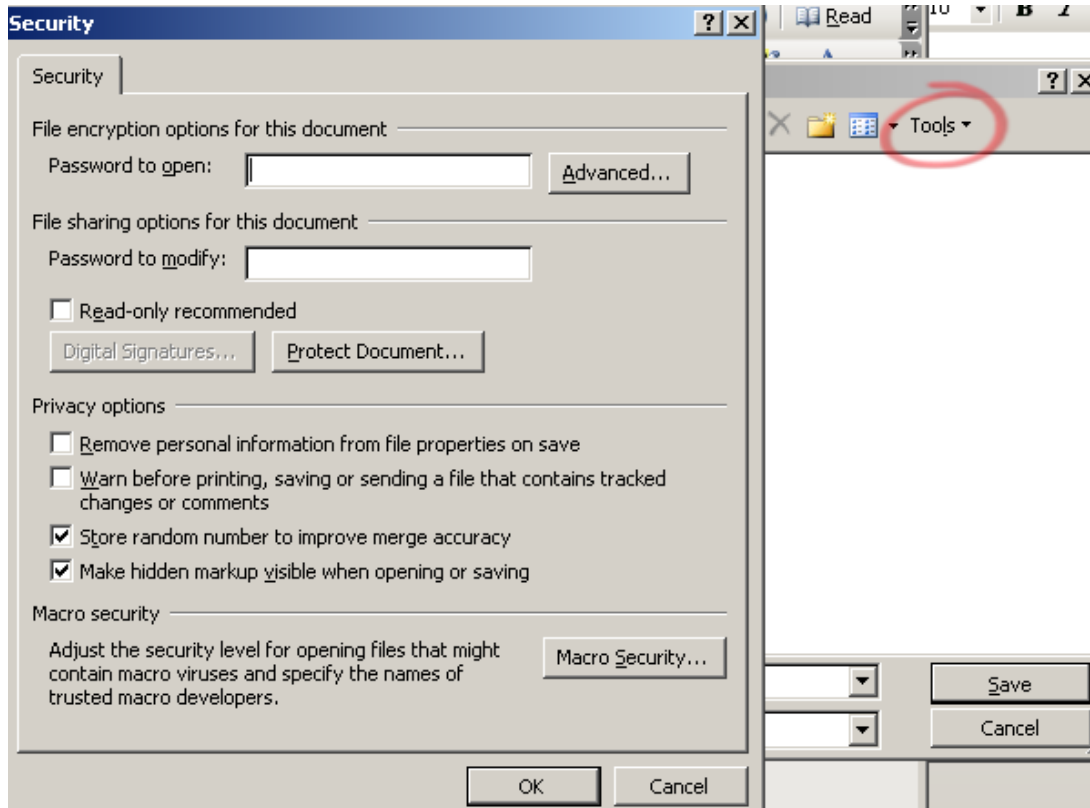 Security
Read
10
B
I
Security
Tools
File encryption options for this document
Password to open:
Advanced...
File sharing options for this document
Password to modify:
Read-only recommended
Digital Signatures...
Protect Document...
Privacy options
Remove personal information from file properties on save
Warn before printing, saving or sending a file that contains tracked
changes or comments
Store random number to improve merge accuracy
Make hidden markup visible when opening or saving
Macro security
Adjust the security level for opening files that might
contain macro viruses and specify the names of
trusted macro developers.
Macro Security...
Save
Cancel
OK
Cancel